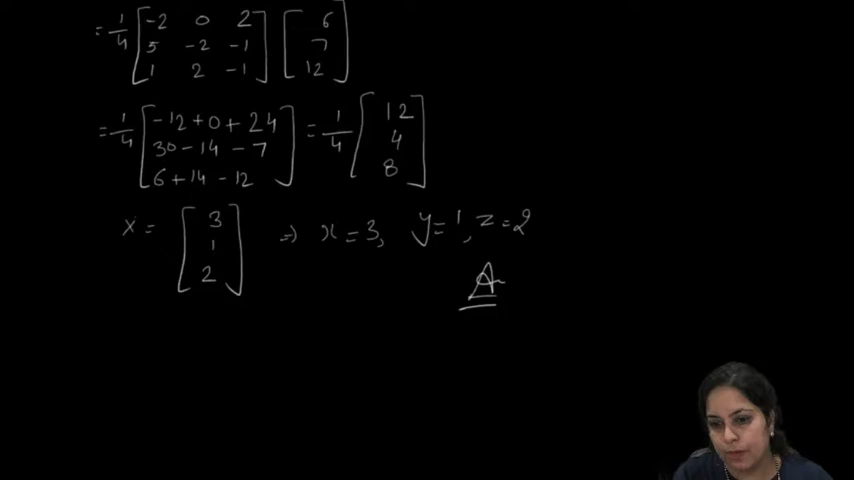 = 1/4 [-2 0 2; 5 -2 -1; 1 2 -1] [6; 7; 12]
= 1/4 [-12+0+24; 30-14-7; 6+14-12] = 1/4 [12; 4; 8]
X = [3; 1; 2] => x=3, y=1, z=2
A